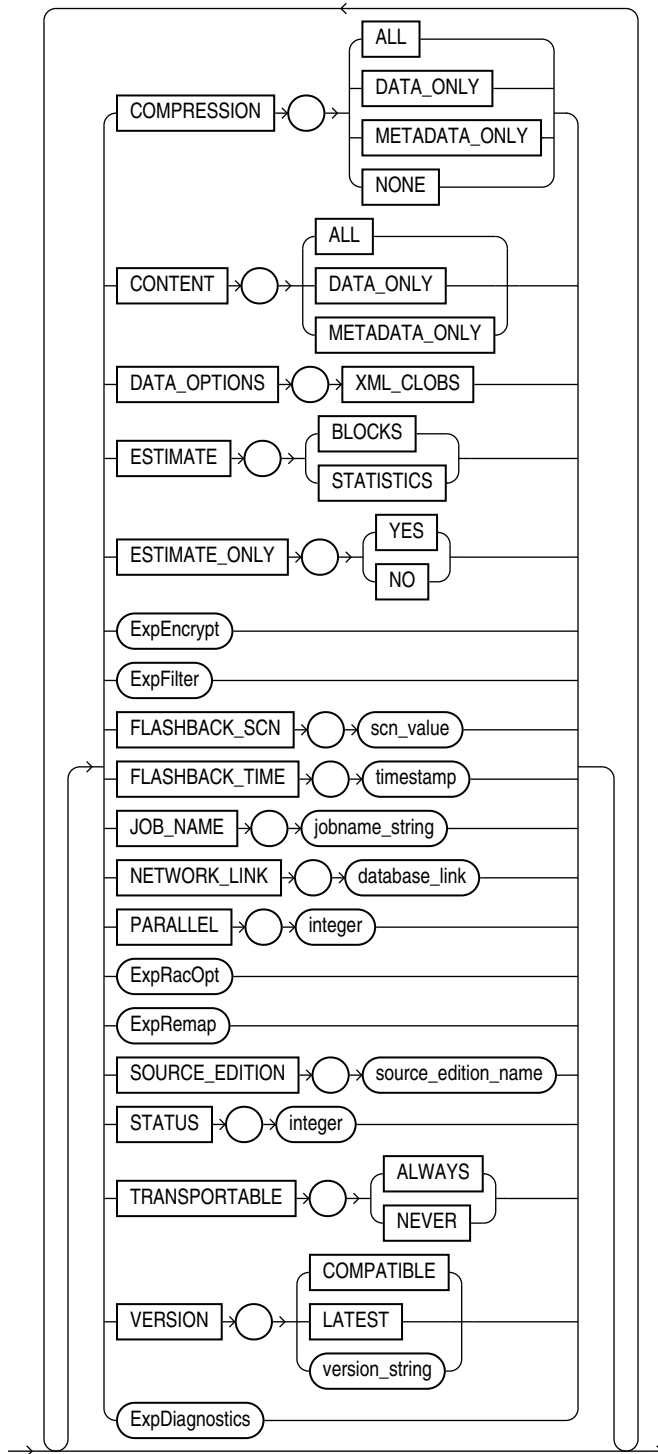 ALL
DATA_ONLY
COMPRESSION
METADATA_ONLY
NONE
ALL
CONTENT
DATA_ONLY
METADATA_ONLY
DATA_OPTIONS XML_CLOBS
BLOCKS
ESTIMATE
STATISTICS
YES
ESTIMATE_ONLY
NO
ExpEncrypt
ExpFilter
FLASHBACK_SCN scn_value
FLASHBACK_TIME timestamp
JOB_NAME jobname_string
NETWORK_LINK database_link
PARALLEL integer
ExpRacOpt
ExpRemap
SOURCE_EDITION source_edition_name
STATUS integer
ALWAYS
TRANSPORTABLE
NEVER
COMPATIBLE
VERSION LATEST
version_string
ExpDiagnostics